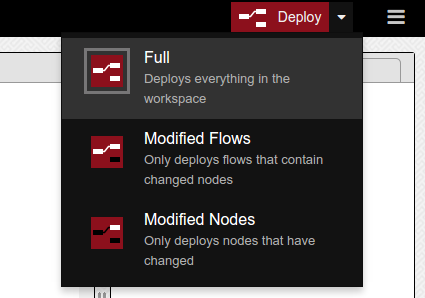 Deploy
Full
Deploys everything in the
workspace
Modified Flows
Only deploys flows that contain
changed nodes
Modified Nodes
Only deploys nodes that have
changed